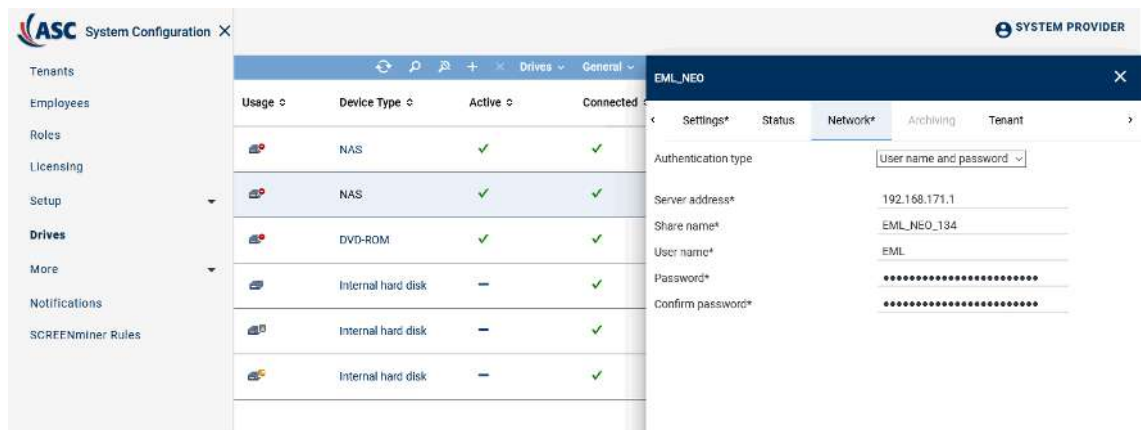 ASC System Configuration X
SYSTEM PROVIDER
Tenants
Employees
Roles
Licensing
Setup
Drives
More
Notifications
SCREENminer Rules
Drives General
Usage Device Type Active Connected
NAS
NAS
DVD-ROM
Internal hard disk
Internal hard disk
Internal hard disk
EML_NEO
Settings* Status Network* Archiving Tenant
Authentication type User name and password
Server address* 192.168.171.1
Share name* EML_NEO_134
User name* EML
Password* ••••••••••••••••••••••••
Confirm password* ••••••••••••••••••••••••